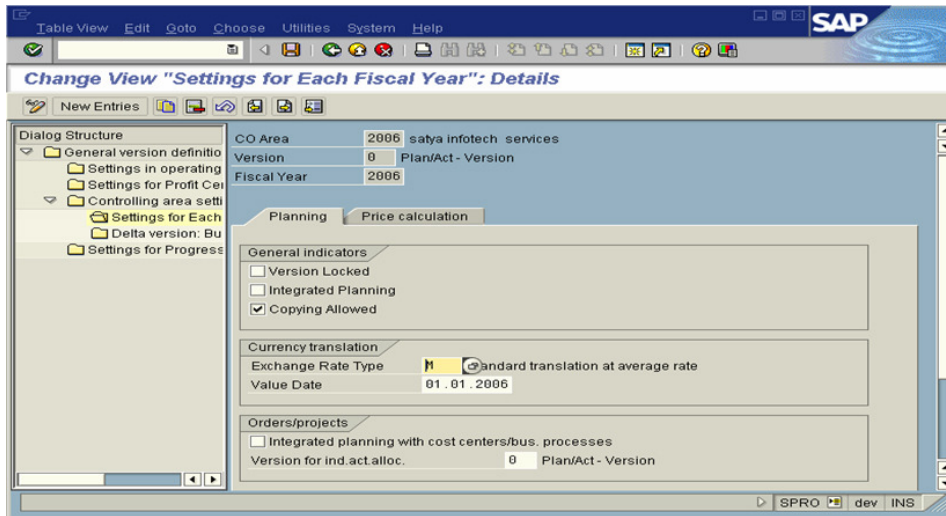 Table View Edit Goto Choose Utilities System Help
SAP
Change View "Settings for Each Fiscal Year": Details
New Entries
Dialog Structure
General version definitio
Settings in operating
Settings for Profit Cei
Controlling area setti
Settings for Each
Delta version: Bu
Settings for Progress
CO Area 2006 satya infotech services
Version 0 Plan/Act - Version
Fiscal Year 2006
Planning Price calculation
General indicators
Version Locked
Integrated Planning
Copying Allowed
Currency translation
Exchange Rate Type M andard translation at average rate
Value Date 01.01.2006
Orders/projects
Integrated planning with cost centers/bus. processes
Version for ind.act.alloc. 0 Plan/Act - Version
SPRO dev INS